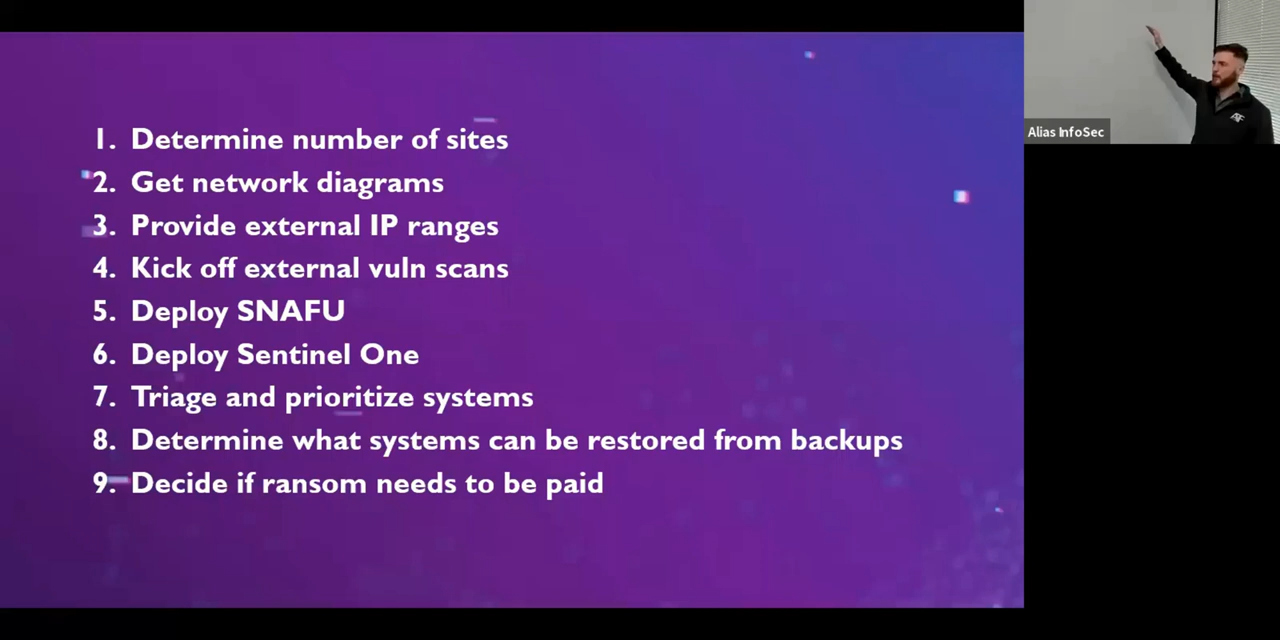 1. Determine number of sites
2. Get network diagrams
3. Provide external IP ranges
4. Kick off external vuln scans
5. Deploy SNAFU
6. Deploy Sentinel One
7. Triage and prioritize systems
8. Determine what systems can be restored from backups
9. Decide if ransom needs to be paid
Alias InfoSec